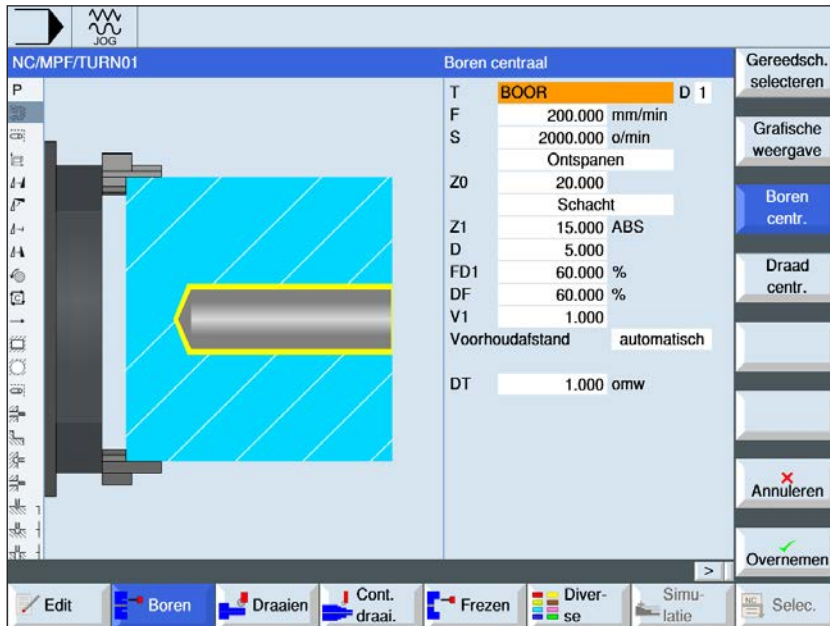 JOG
NC/MPF/TURN01
Boren centraal
P
T BOOR D 1
F 200.000 mm/min
S 2000.000 o/min
Ontspanen
Z0 20.000
Schacht
Z1 15.000 ABS
D 5.000
FD1 60.000 %
DF 60.000 %
V1 1.000
Voorhoudafstand automatisch
DT 1.000 omw
Gereedsch.
selecteren
Grafische
weergave
Boren
centr.
Draad
centr.
Annuleren
Overnemen
>
Edit
Boren
Draaien
Cont.
draai.
Frezen
Diver-
se
Simu-
latie
NC
Selec.